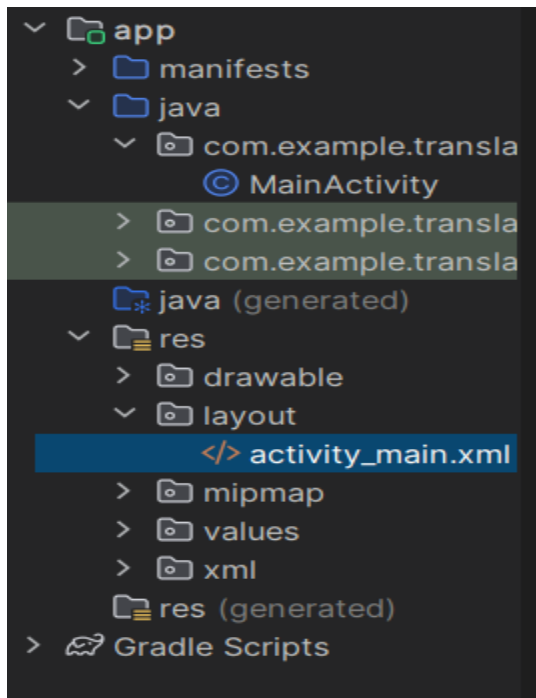 app
manifests
java
com.example.transla
MainActivity
com.example.transla
com.example.transla
java (generated)
res
drawable
layout
</> activity_main.xml
mipmap
values
xml
res (generated)
Gradle Scripts